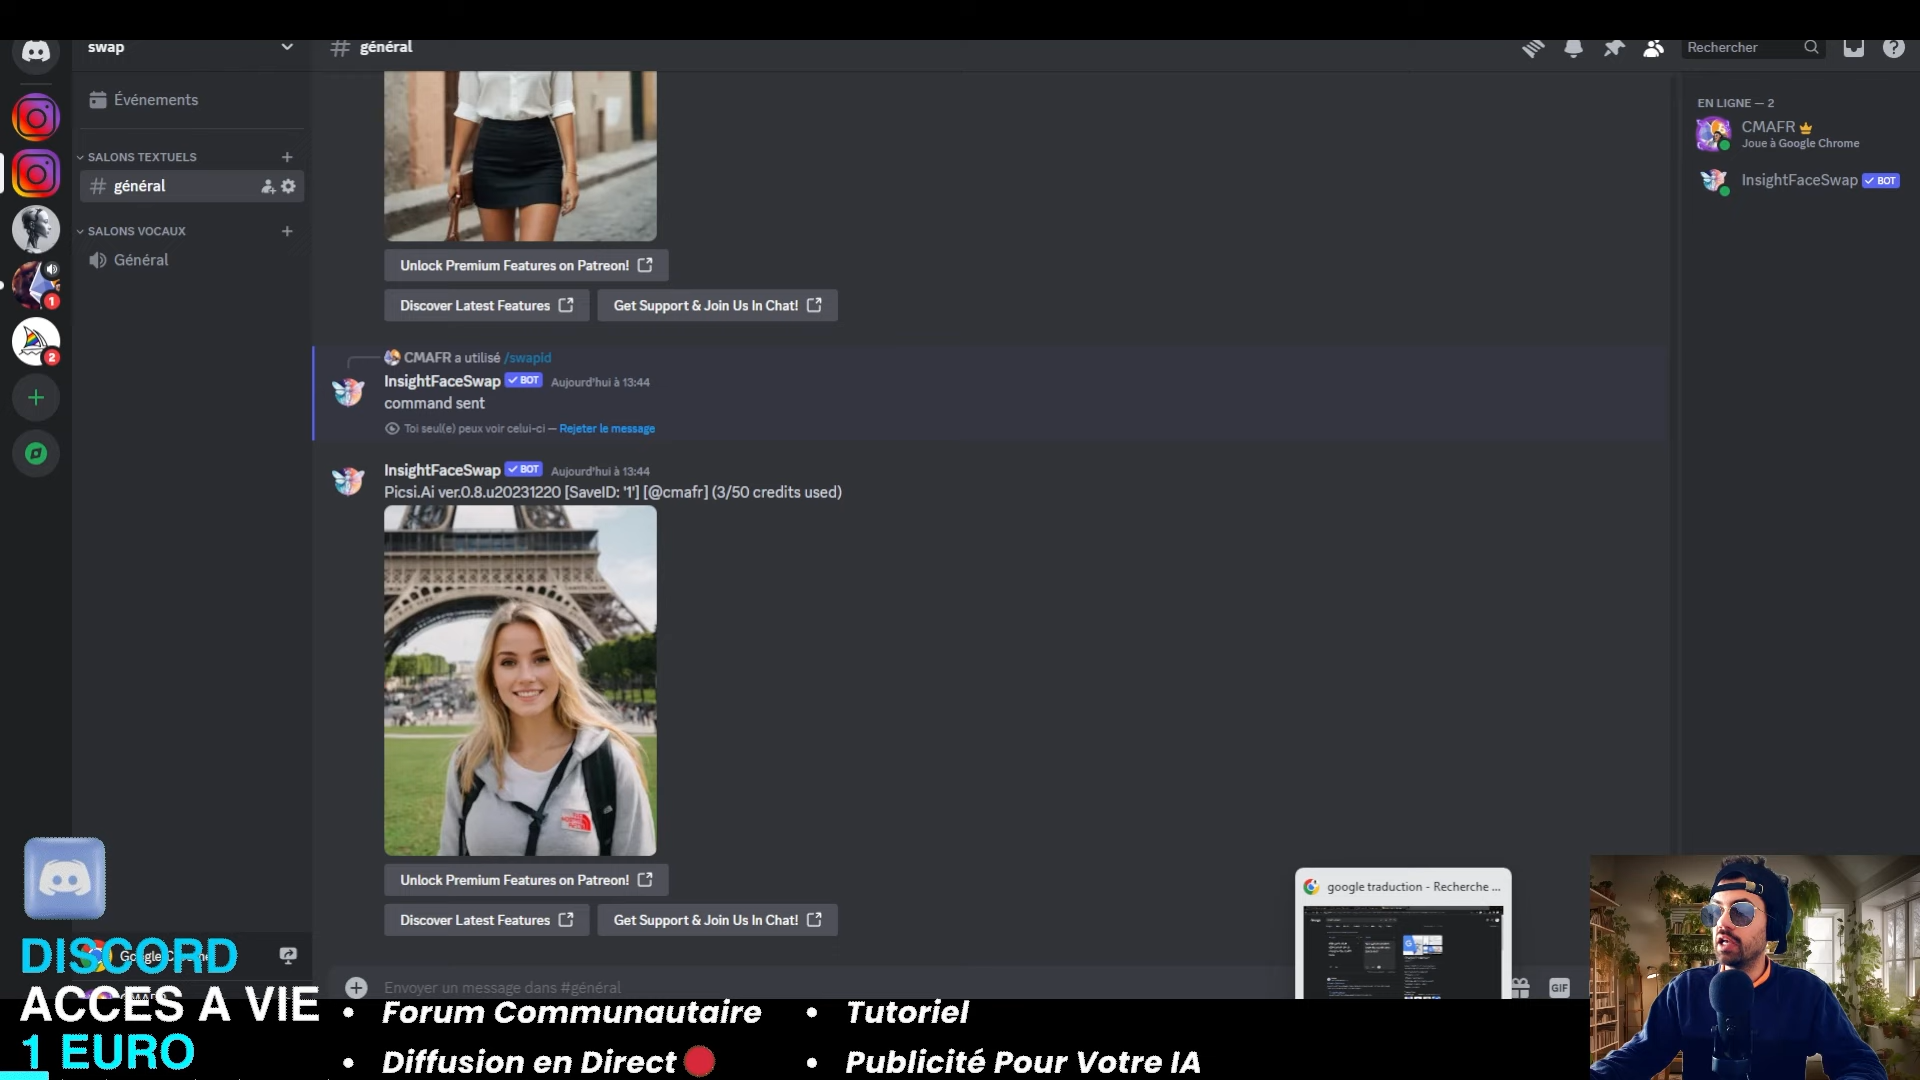 swap
général
Rechercher
Événements
SALONS TEXTUELS
général
SALONS VOCAUX
Général
EN LIGNE — 2
CMAFR
Joue à Google Chrome
InsightFaceSwap BOT
Unlock Premium Features on Patreon!
Discover Latest Features
Get Support & Join Us In Chat!
CMAFR a utilisé /swapid
InsightFaceSwap BOT Aujourd'hui à 13:44
command sent
Toi seul(e) peux voir celui-ci — Rejeter le message
InsightFaceSwap BOT Aujourd'hui à 13:44
Picsi.Ai ver.0.8.u20231220 [SaveID: '1'] [@cmafr] (3/50 credits used)
Unlock Premium Features on Patreon!
Discover Latest Features
Get Support & Join Us In Chat!
1
2
google traduction - Recherche ...
Envoyer un message dans #général
GIF
DISCORD
ACCES A VIE
1 EURO
• Forum Communautaire
• Tutoriel
• Diffusion en Direct
• Publicité Pour Votre IA